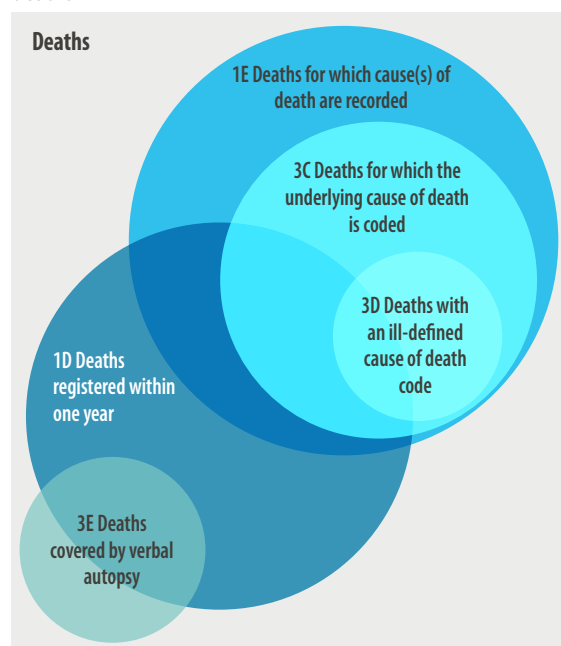 Deaths
1E Deaths for which cause(s) of
death are recorded
3C Deaths for which the
underlying cause of death
is coded
3D Deaths with
an ill-defined
cause of death
code
1D Deaths
registered within
one year
3E Deaths
covered by verbal
autopsy